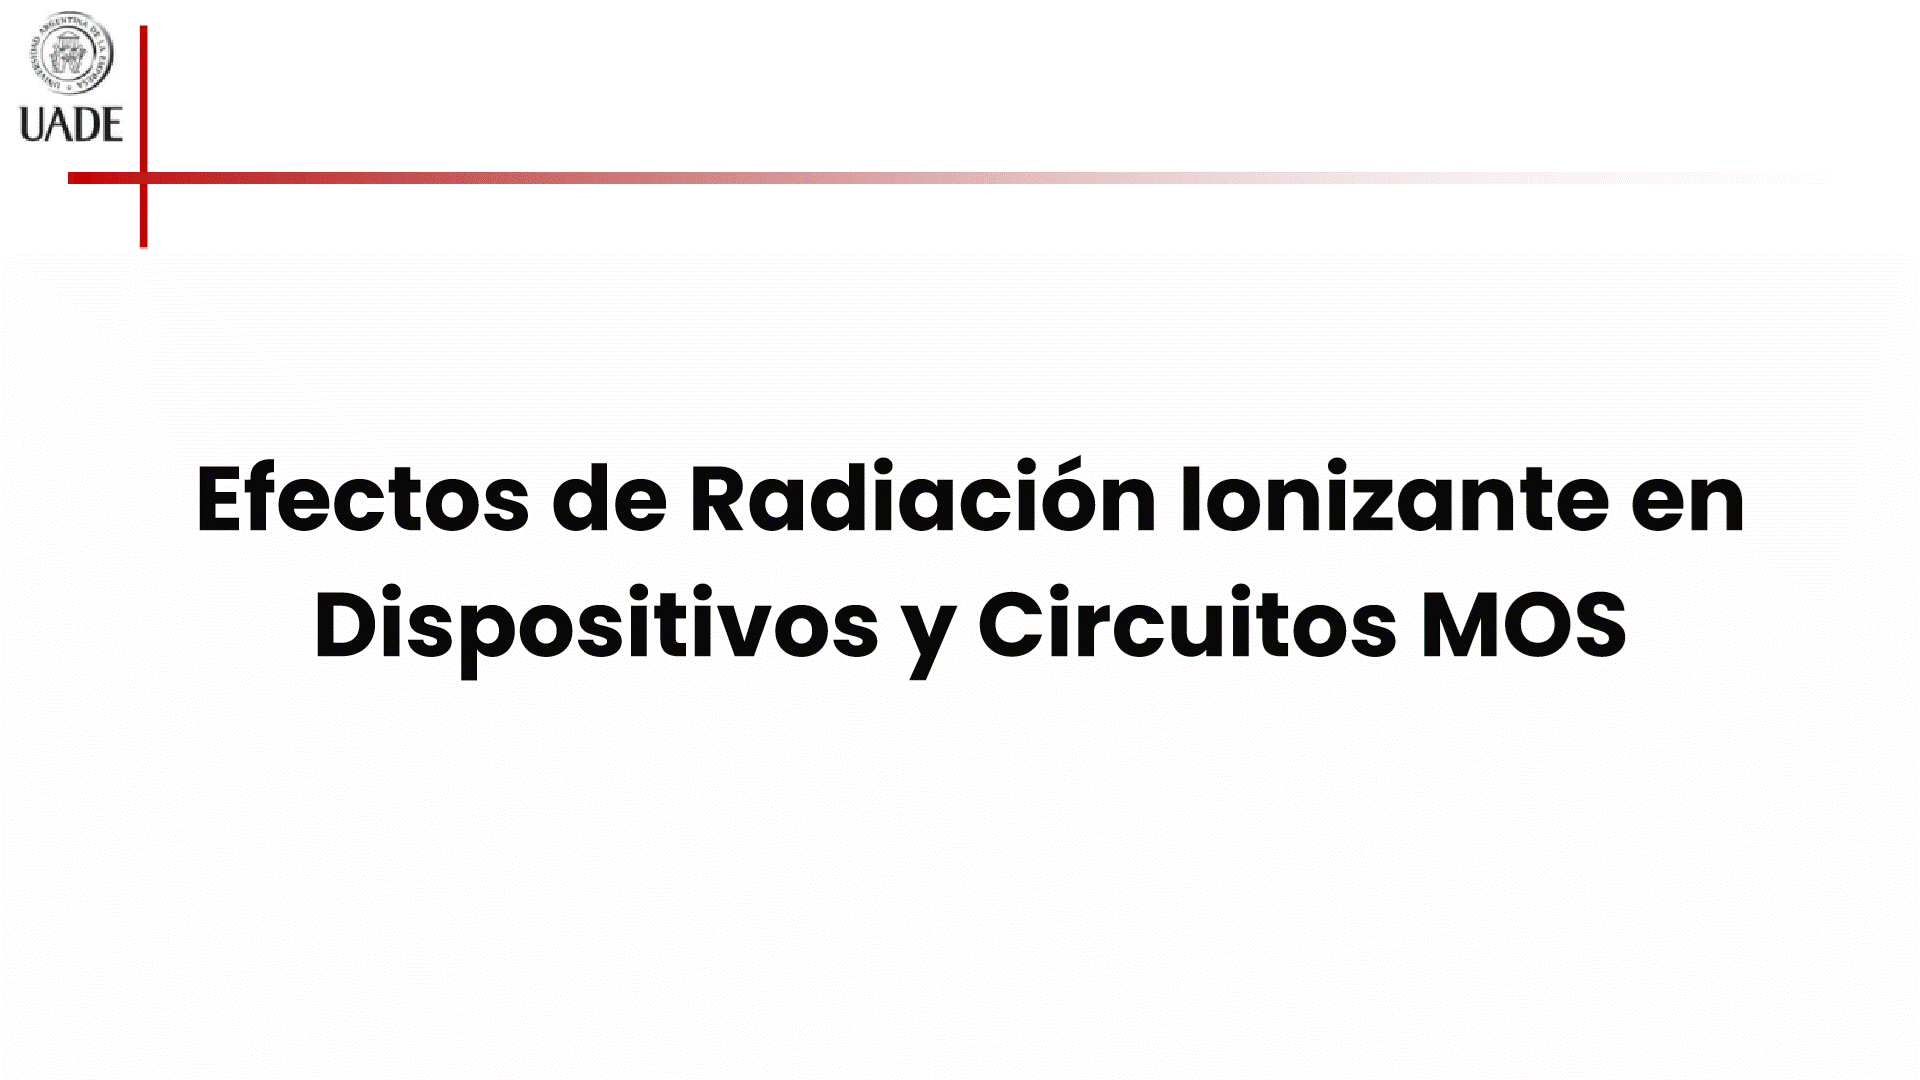 UNIVERSIDAD ARGENTINA DE LA EMPRESA
UADE
Efectos de Radiación Ionizante en
Dispositivos y Circuitos MOS